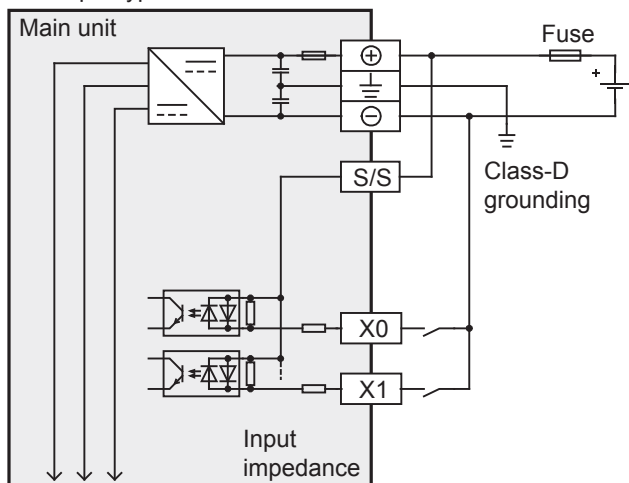 Main unit
Fuse
+
S/S
Class-D
grounding
X0
X1
Input
impedance